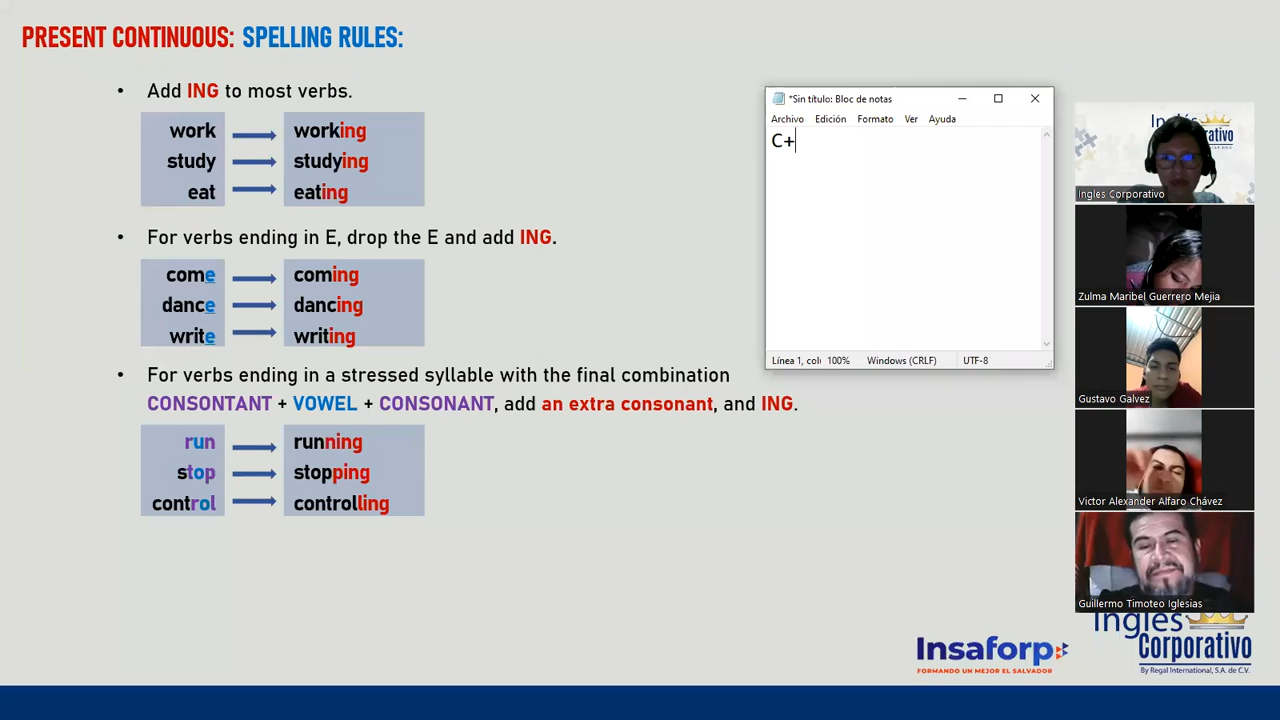 PRESENT CONTINUOUS: SPELLING RULES:
• Add ING to most verbs.
work working
study studying
eat eating
• For verbs ending in E, drop the E and add ING.
come coming
dance dancing
write writing
• For verbs ending in a stressed syllable with the final combination
CONSONTANT + VOWEL + CONSONANT, add an extra consonant, and ING.
run running
stop stopping
control controlling
*Sin título: Bloc de notas
Archivo Edición Formato Ver Ayuda
C+
Línea 1, col 100% Windows (CRLF) UTF-8
Inglés
Corporativo
Ingles Corporativo
Zulma Maribel Guerrero Mejia
Gustavo Galvez
Victor Alexander Alfaro Chávez
Guillermo Timoteo Iglesias
Insaforp
FORMANDO UN MEJOR EL SALVADOR
Inglés
Corporativo
By Regal International, S.A. de C.V.